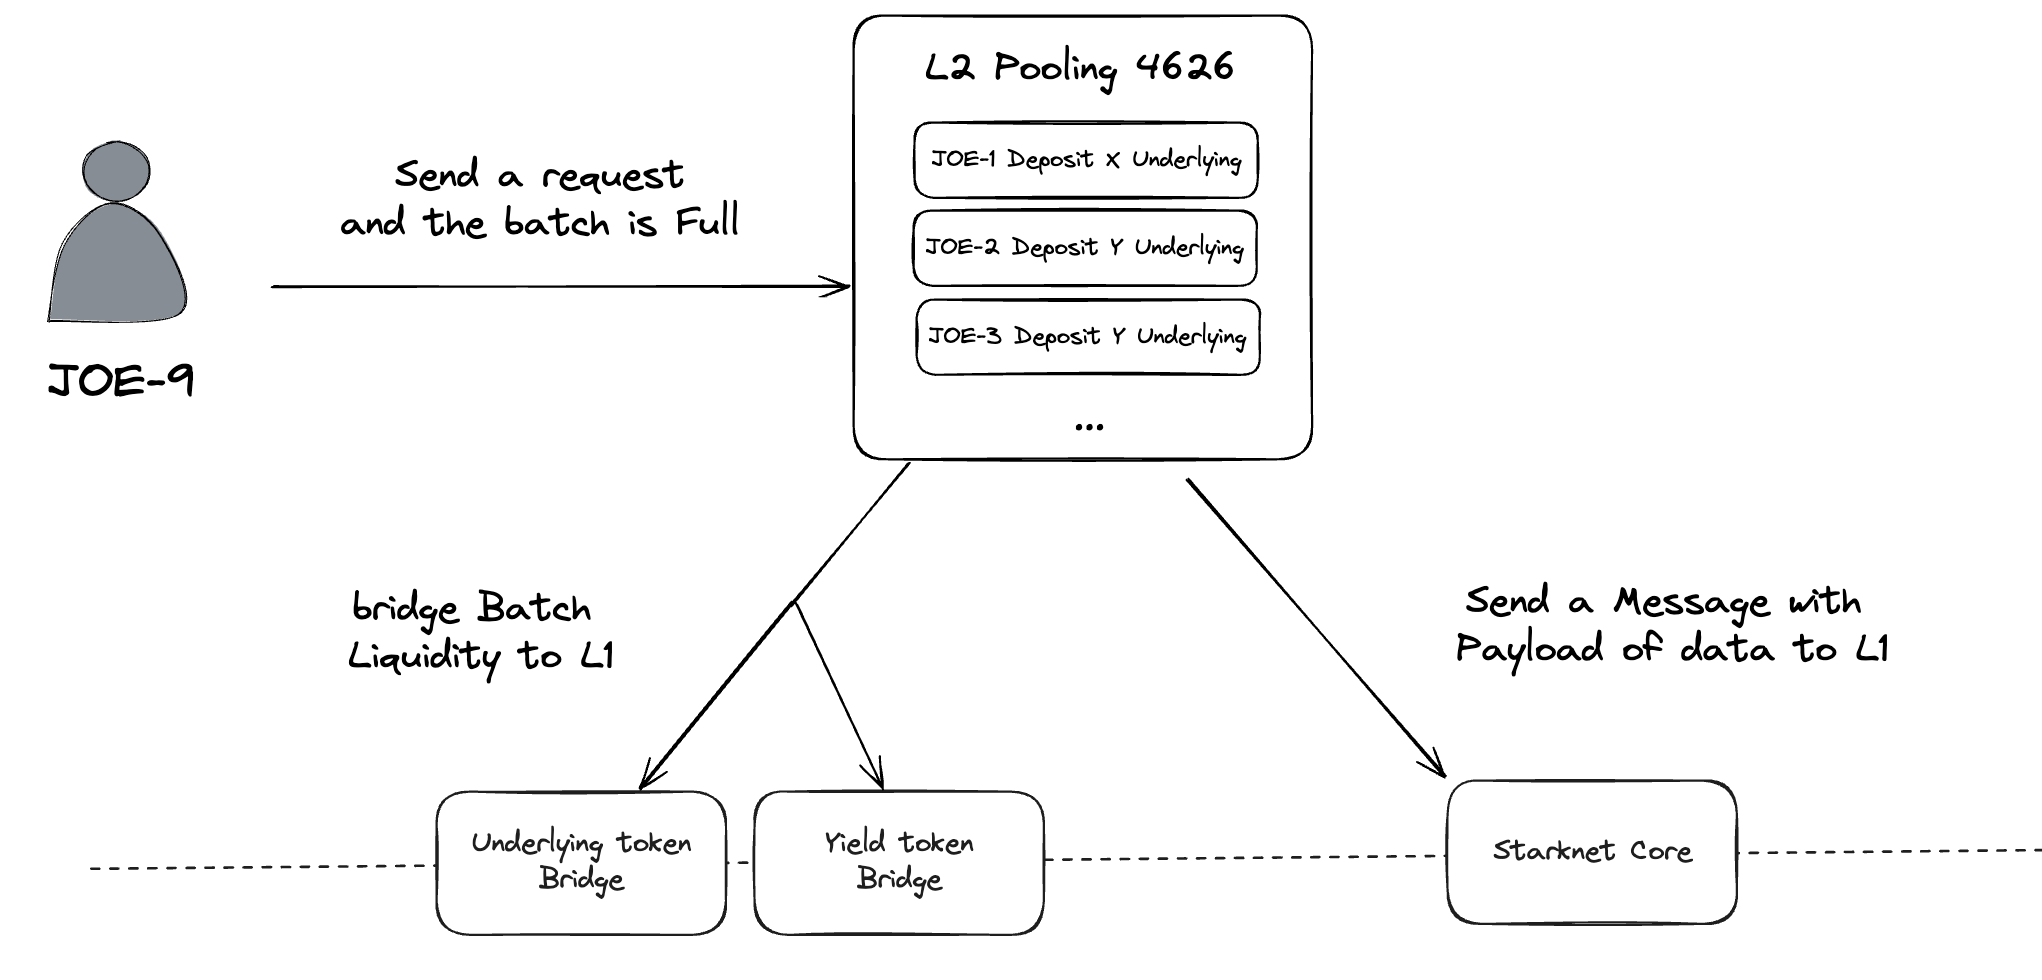 L2 Pooling 4626
JOE-1 Deposit X Underlying
JOE-2 Deposit Y Underlying
JOE-3 Deposit Y Underlying
...
Send a request
and the batch is Full
JOE-9
bridge Batch
Liquidity to L1
Send a Message with
Payload of data to L1
Underlying token
Bridge
Yield token
Bridge
Starknet Core